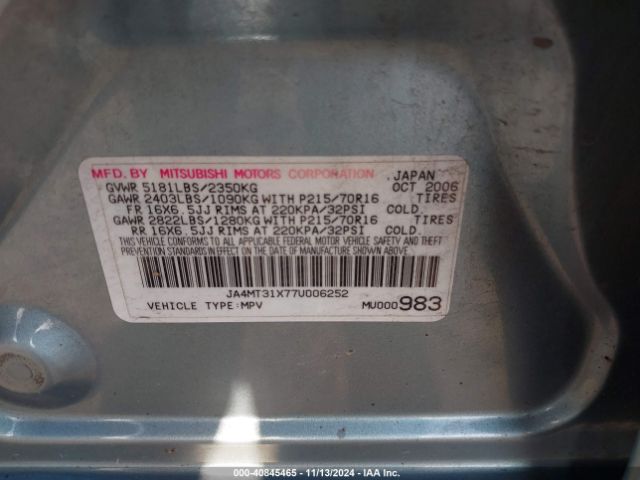 MFD. BY MITSUBISHI MOTORS CORPORATION JAPAN
GVWR 5181LBS/2350KG OCT 2006
GAWR 2403LBS/1090KG WITH P215/70R16 TIRES
FR 16X6.5JJ RIMS AT 220KPA/32PSI COLD.
GAWR 2822LBS/1280KG WITH P215/70R16 TIRES
RR 16X6.5JJ RIMS AT 220KPA/32PSI COLD.
THIS VEHICLE CONFORMS TO ALL APPLICABLE FEDERAL MOTOR VEHICLE SAFETY AND THEFT
PREVENTION STANDARDS IN EFFECT ON THE DATE OF MANUFACTURE SHOWN ABOVE.
JA4MT31X77U006252
VEHICLE TYPE:MPV MU000983
000-40845465 - 11/13/2024 - IAA Inc.